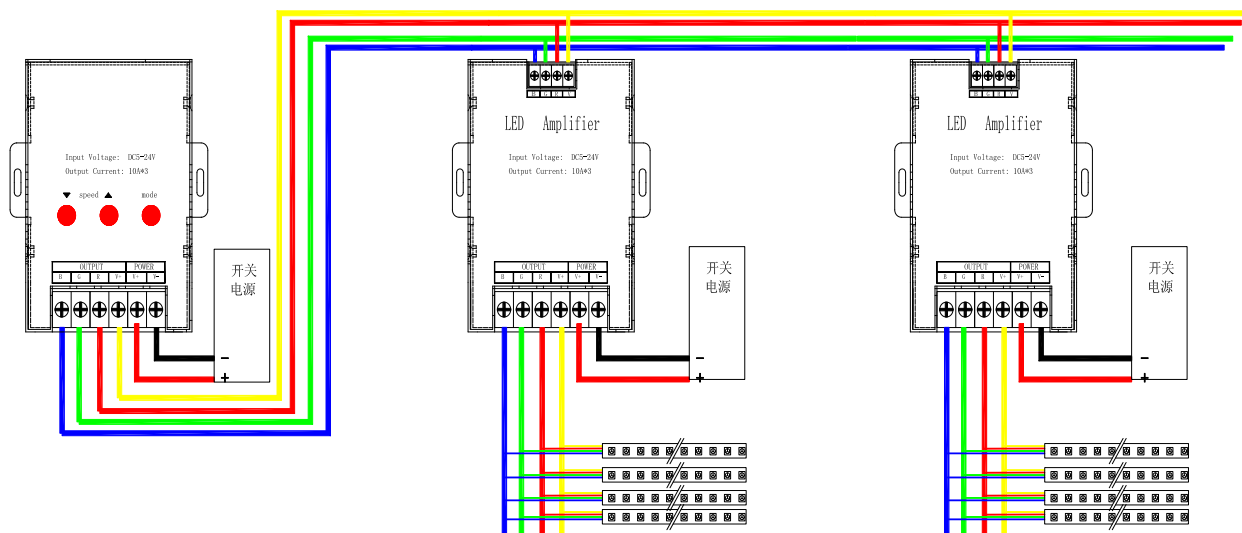 Input Voltage: DC5-24V
Output Current: 10A*3
▼ speed ▲ mode
OUTPUT POWER
B G R V+ V+ V-
开关
电源
-
+
B G R V
LED Amplifier
Input Voltage: DC5-24V
Output Current: 10A*3
OUTPUT POWER
B G R V+ V+ V-
开关
电源
-
+
B G R V
LED Amplifier
Input Voltage: DC5-24V
Output Current: 10A*3
OUTPUT POWER
B G R V+ V+ V-
开关
电源
-
+